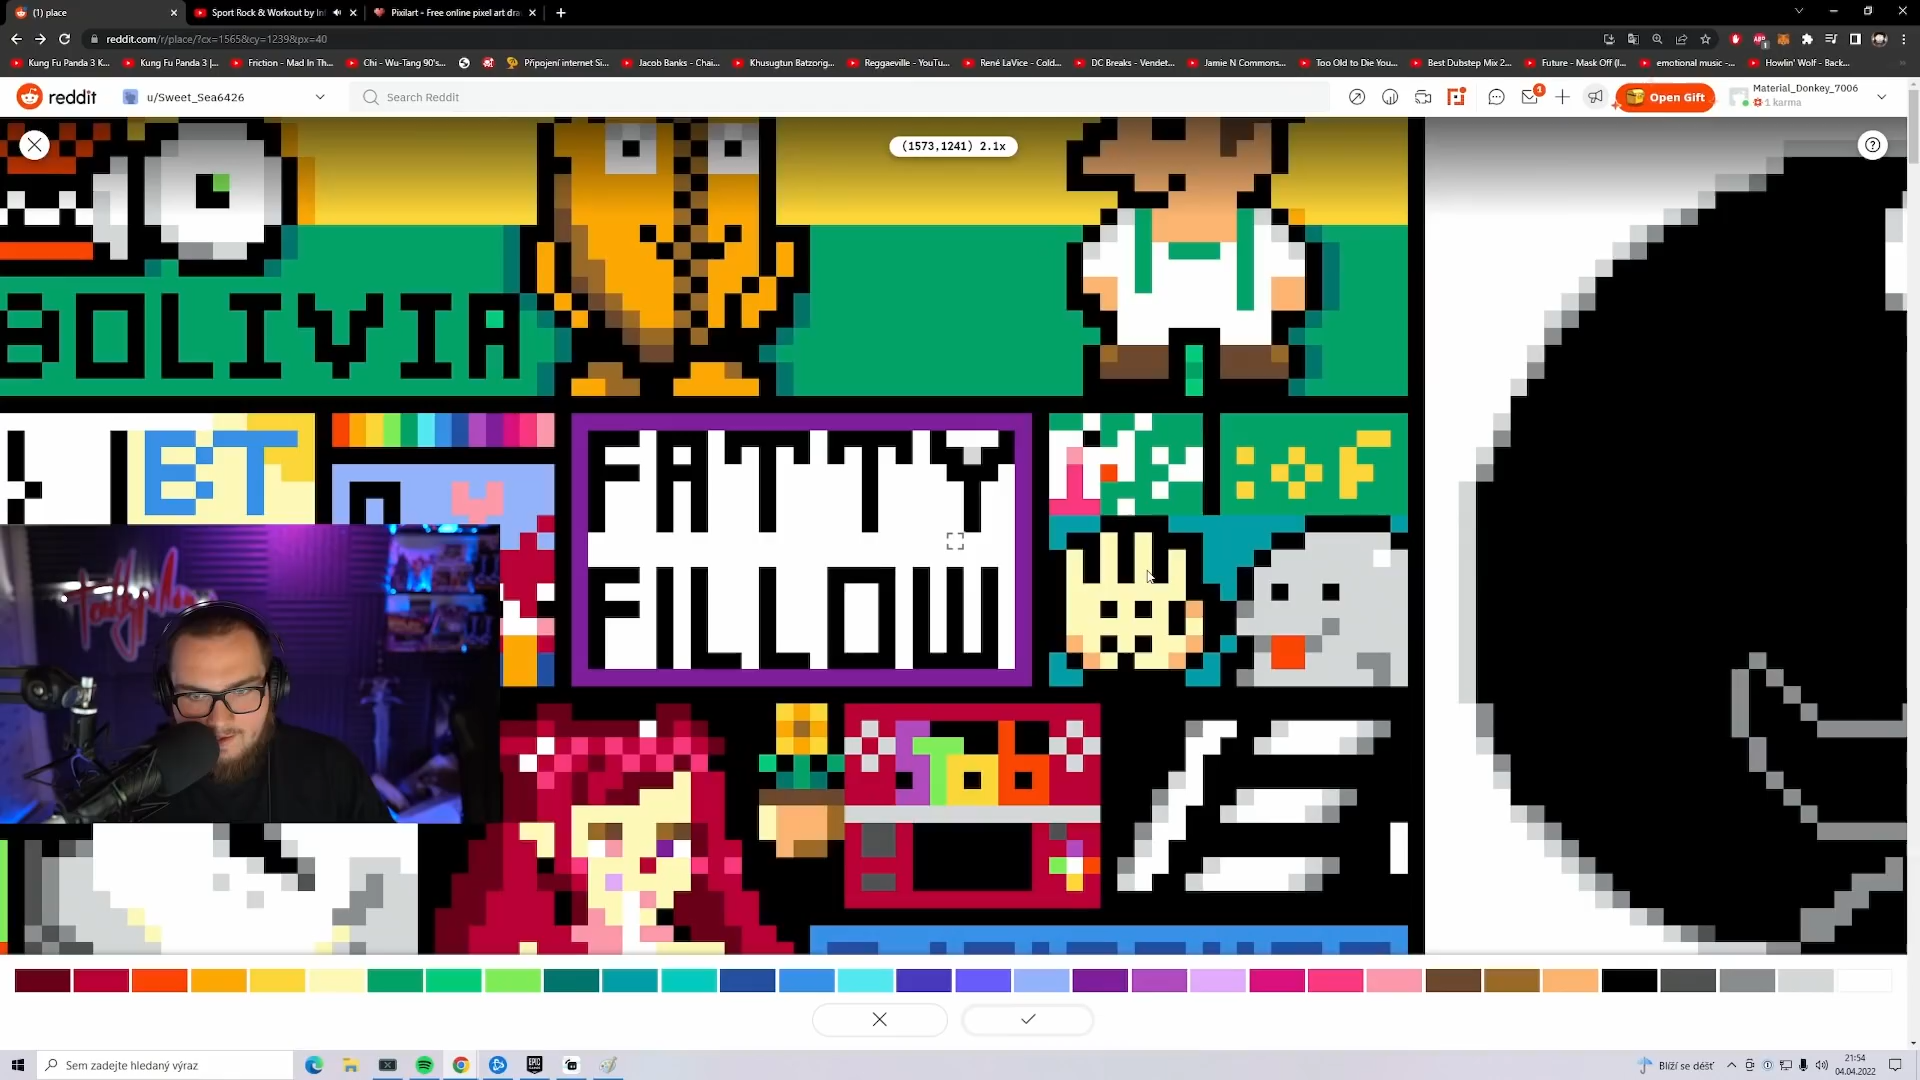 (1) place
Sport Rock & Workout by In
Pixilart - Free online pixel art dra
reddit.com/r/place/?cx=1565&cy=1239&px=40
Kung Fu Panda 3 K...
Kung Fu Panda 3 |...
Friction - Mad In Th...
Chi - Wu-Tang 90's...
Připojení internet Si...
Jacob Banks - Chai...
Khusugtun Batzorig...
Reggaeville - YouTu...
René LaVice - Cold...
DC Breaks - Vendet...
Jamie N Commons...
Too Old to Die You...
Best Dubstep Mix 2...
Future - Mask Off (I...
emotional music -...
Howlin' Wolf - Back...
reddit
u/Sweet_Sea6426
Search Reddit
1
Open Gift
Material_Donkey_7006
1 karma
(1573,1241) 2.1x
BOLIVIA
BT
FATTY
PILLOW
:oF
Sem zadejte hledaný výraz
Blíží se déšť
21:54
04.04.2022